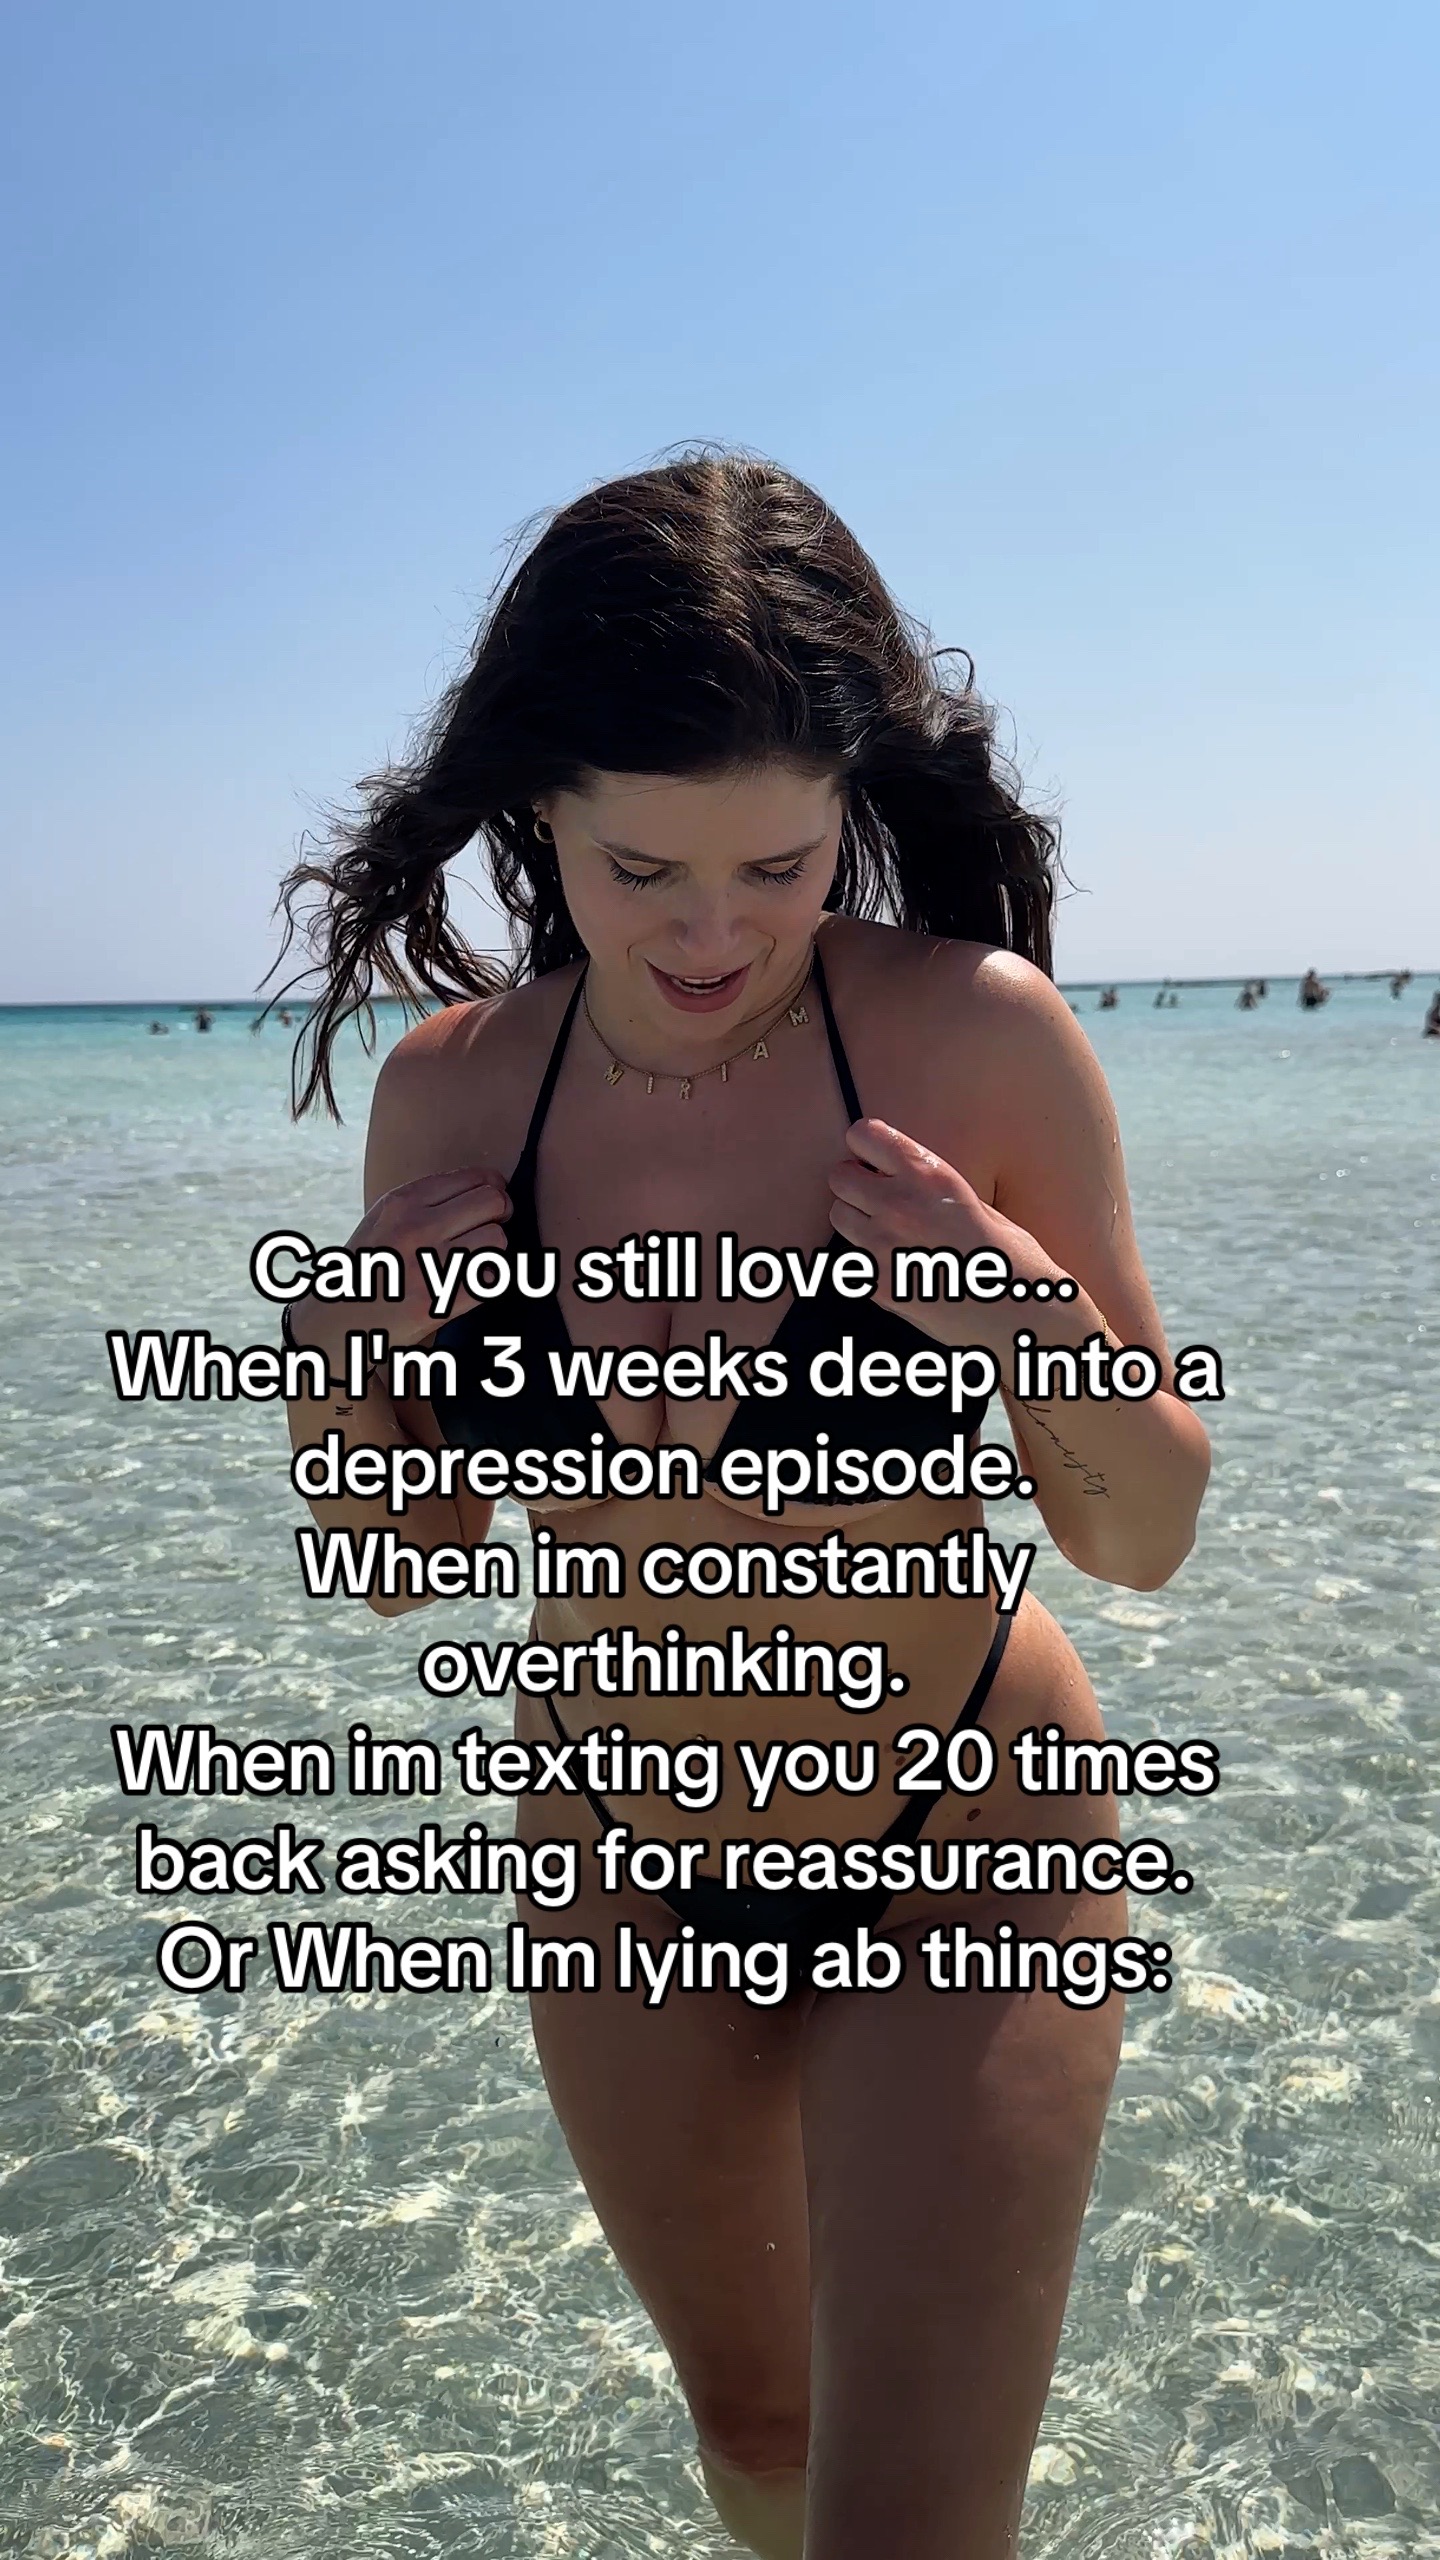 MIRIAM
Can you still love me...
When I'm 3 weeks deep into a
depression episode.
When im constantly
overthinking.
When im texting you 20 times
back asking for reassurance.
Or When Im lying ab things: